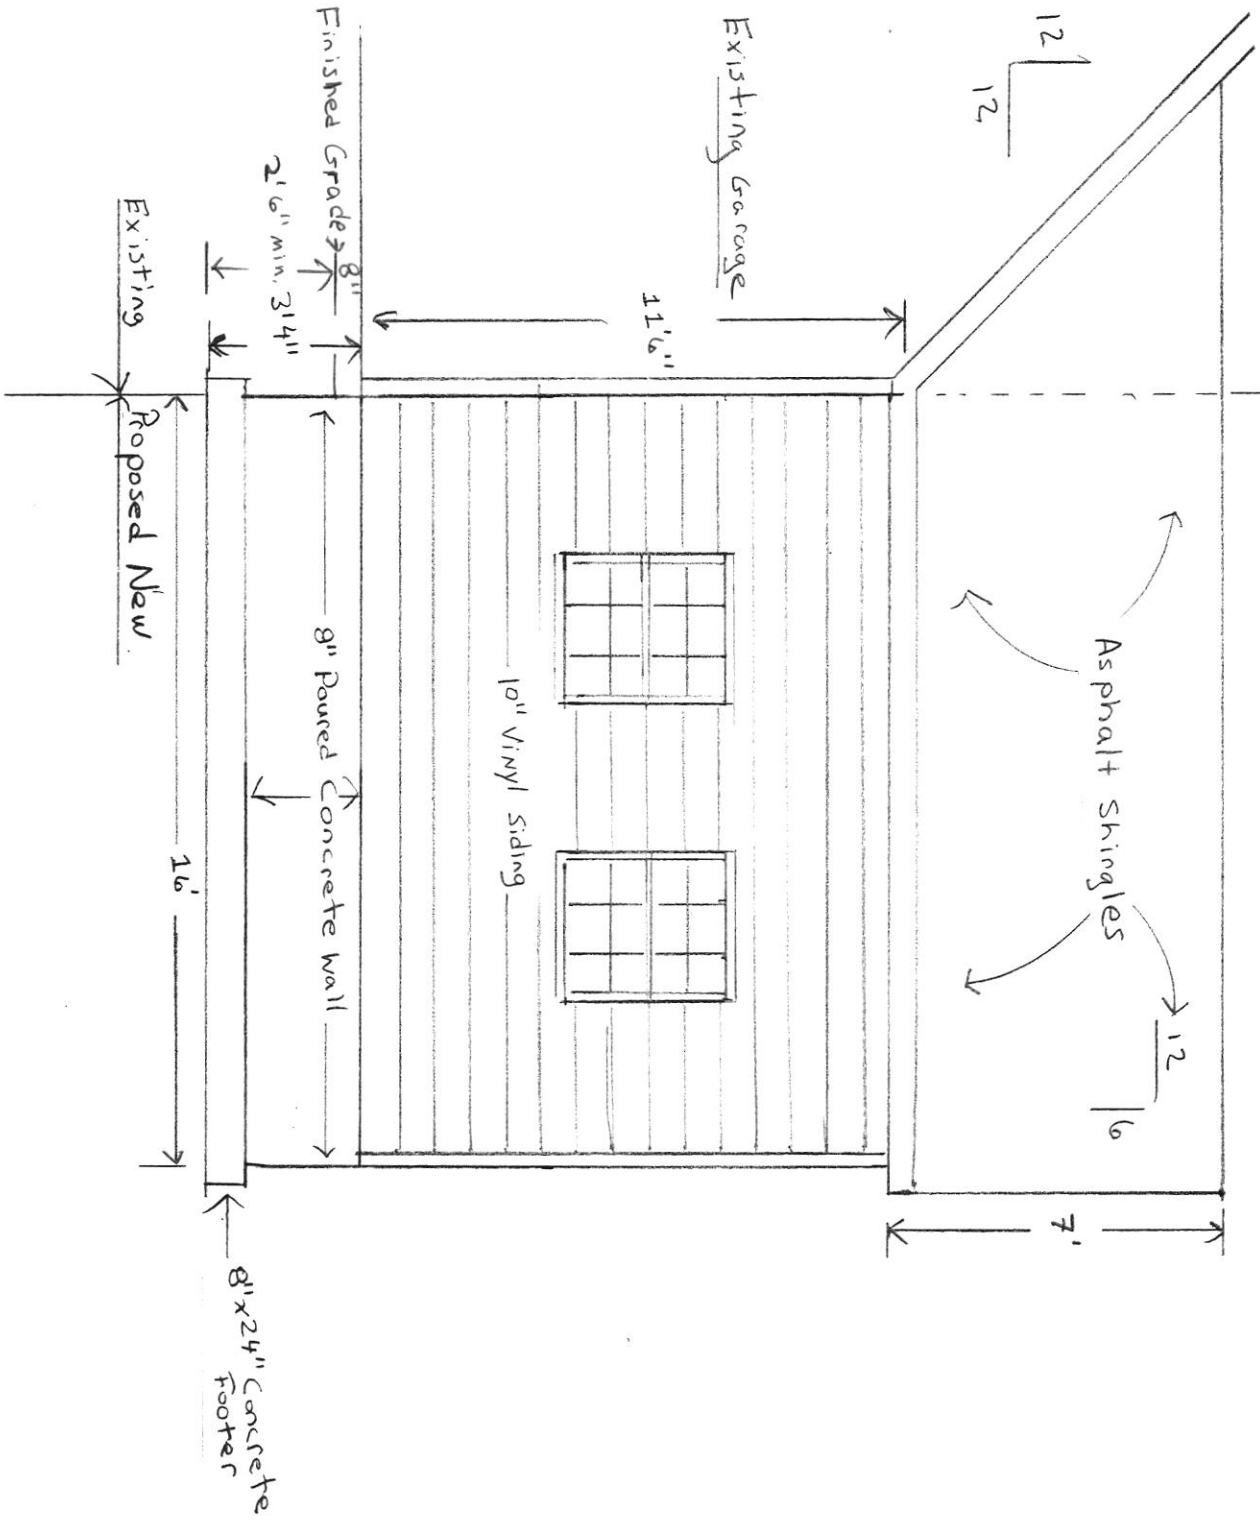 12
12
Existing Garage
Asphalt Shingles
12
6
7'
11'6"
10" Vinyl Siding
Finished Grade→ 8"
2'6" min. 3'4"
8" Poured Concrete Wall
8"x24" Concrete
Footer
16'
Existing
Proposed New